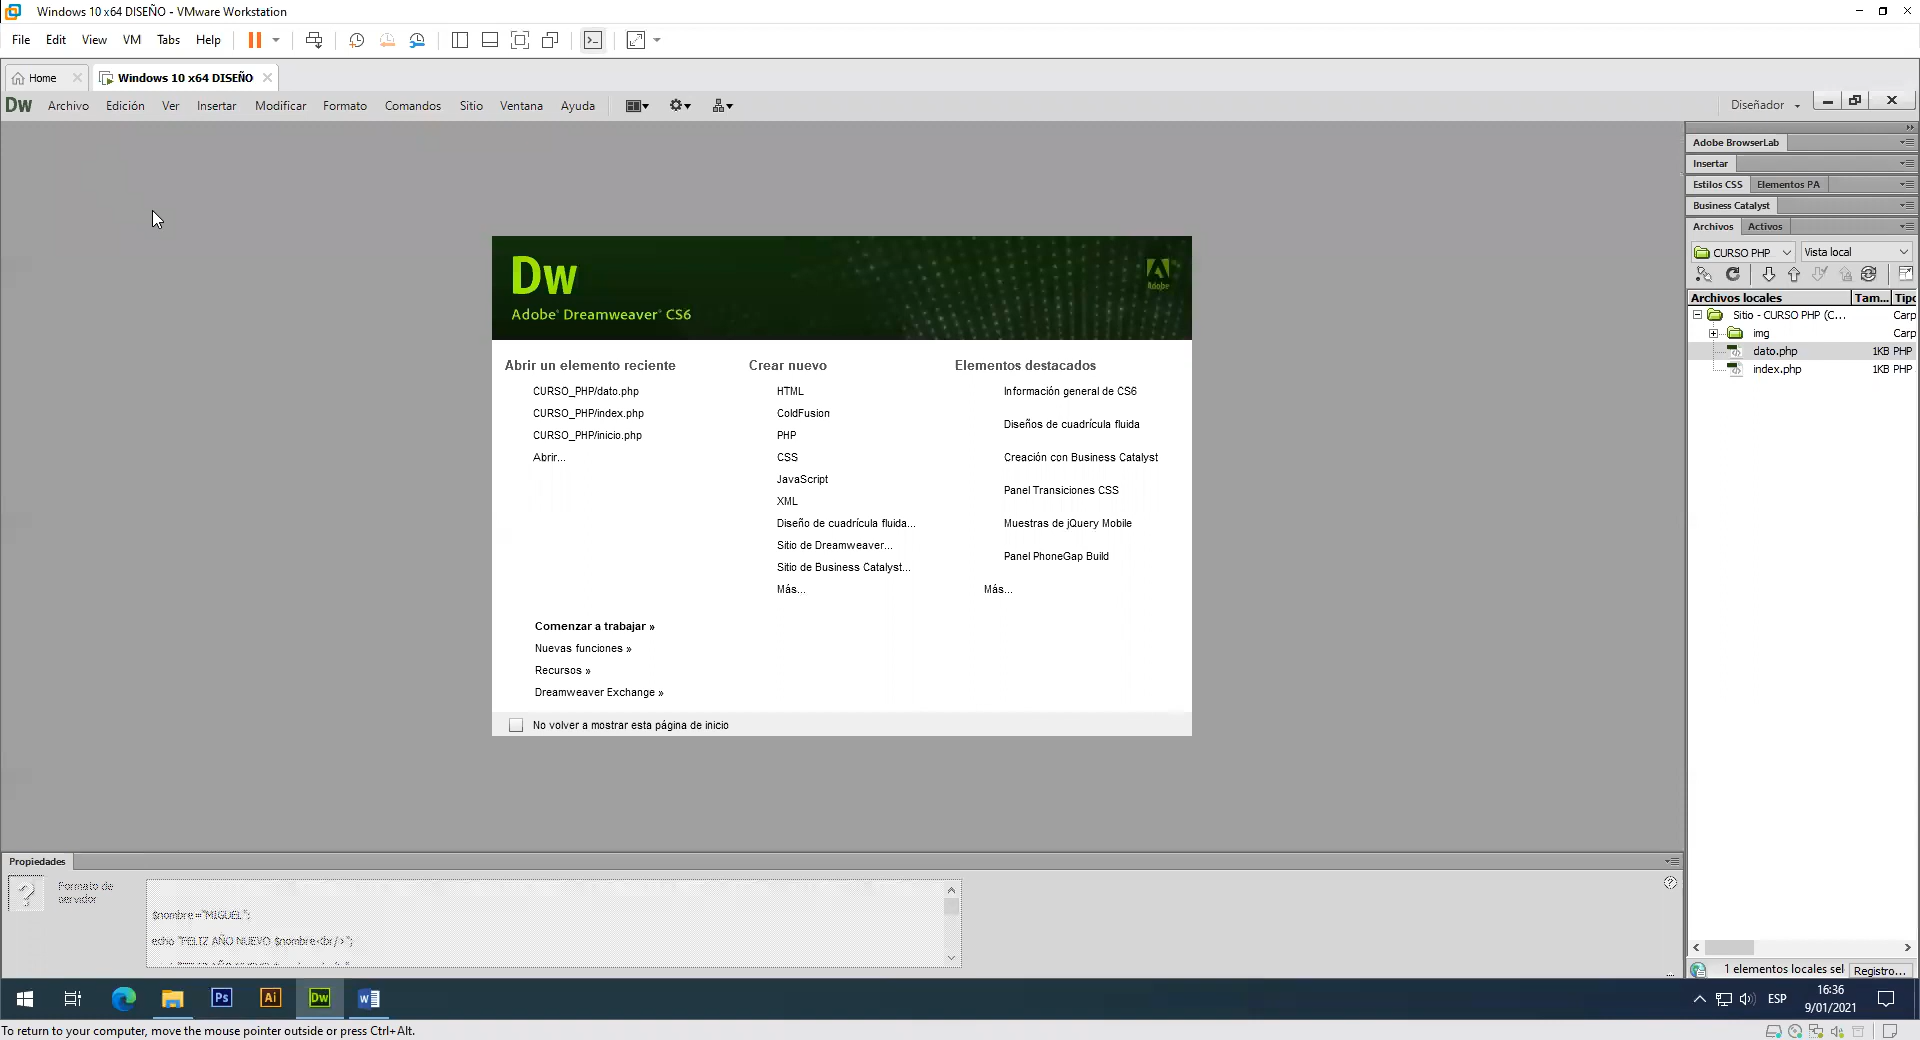 Windows 10 x64 DISEÑO - VMware Workstation
File Edit View VM Tabs Help
Home Windows 10 x64 DISEÑO
Dw Archivo Edición Ver Insertar Modificar Formato Comandos Sitio Ventana Ayuda Diseñador
Adobe BrowserLab
Insertar
Estilos CSS Elementos PA
Business Catalyst
Archivos Activos
CURSO PHP Vista local
Archivos locales Tam... Tipo
Sitio - CURSO PHP (C... Carp
img Carp
dato.php 1KB PHP
index.php 1KB PHP
Dw
Adobe Dreamweaver CS6
Adobe
Abrir un elemento reciente
CURSO_PHP/dato.php
CURSO_PHP/index.php
CURSO_PHP/inicio.php
Abrir...
Crear nuevo
HTML
ColdFusion
PHP
CSS
JavaScript
XML
Diseño de cuadrícula fluida...
Sitio de Dreamweaver...
Sitio de Business Catalyst...
Más...
Elementos destacados
Información general de CS6
Diseños de cuadrícula fluida
Creación con Business Catalyst
Panel Transiciones CSS
Muestras de jQuery Mobile
Panel PhoneGap Build
Más...
Comenzar a trabajar »
Nuevas funciones »
Recursos »
Dreamweaver Exchange »
No volver a mostrar esta página de inicio
Propiedades
Formato de
servidor
$nombre="MIGUEL";
echo "FELIZ AÑO NUEVO $nombre<br/>";
1 elementos locales sel Registro...
Ps Ai Dw W
ESP
16:36
9/01/2021
To return to your computer, move the mouse pointer outside or press Ctrl+Alt.